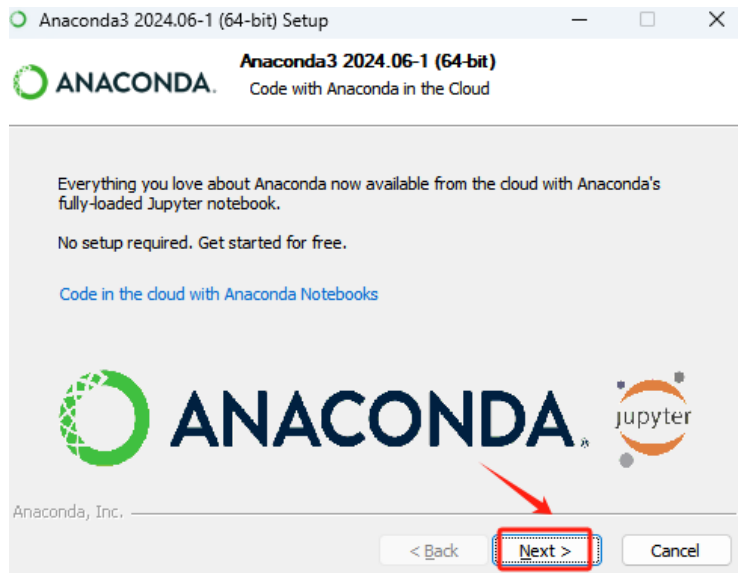 Anaconda3 2024.06-1 (64-bit) Setup
ANACONDA.
Anaconda3 2024.06-1 (64-bit)
Code with Anaconda in the Cloud
Everything you love about Anaconda now available from the cloud with Anaconda's
fully-loaded Jupyter notebook.
No setup required. Get started for free.
Code in the cloud with Anaconda Notebooks
ANACONDA.®
jupyter
Anaconda, Inc.
< Back
Next >
Cancel